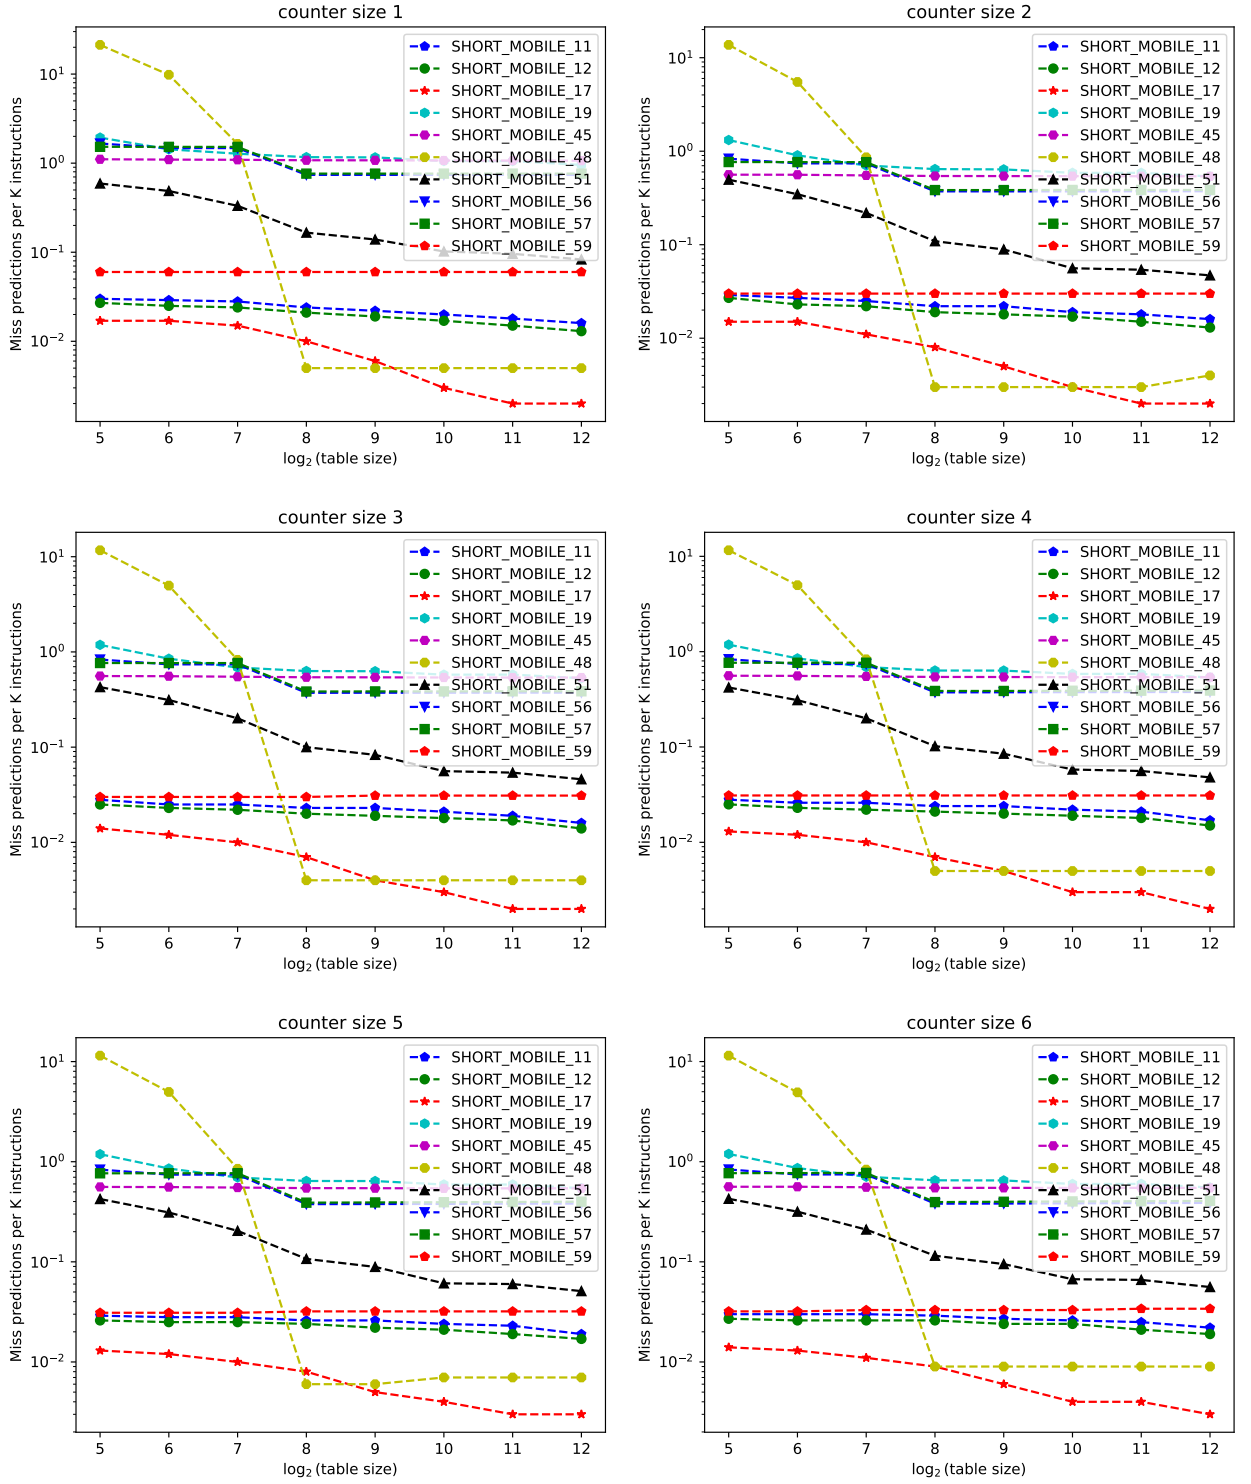 counter size 1
Miss predictions per K instructions
10¹
10⁰
10⁻¹
10⁻²
SHORT_MOBILE_11
SHORT_MOBILE_12
SHORT_MOBILE_17
SHORT_MOBILE_19
SHORT_MOBILE_45
SHORT_MOBILE_48
SHORT_MOBILE_51
SHORT_MOBILE_56
SHORT_MOBILE_57
SHORT_MOBILE_59
5 6 7 8 9 10 11 12
log₂(table size)
counter size 2
Miss predictions per K instructions
10¹
10⁰
10⁻¹
10⁻²
SHORT_MOBILE_11
SHORT_MOBILE_12
SHORT_MOBILE_17
SHORT_MOBILE_19
SHORT_MOBILE_45
SHORT_MOBILE_48
SHORT_MOBILE_51
SHORT_MOBILE_56
SHORT_MOBILE_57
SHORT_MOBILE_59
5 6 7 8 9 10 11 12
log₂(table size)
counter size 3
Miss predictions per K instructions
10¹
10⁰
10⁻¹
10⁻²
SHORT_MOBILE_11
SHORT_MOBILE_12
SHORT_MOBILE_17
SHORT_MOBILE_19
SHORT_MOBILE_45
SHORT_MOBILE_48
SHORT_MOBILE_51
SHORT_MOBILE_56
SHORT_MOBILE_57
SHORT_MOBILE_59
5 6 7 8 9 10 11 12
log₂(table size)
counter size 4
Miss predictions per K instructions
10¹
10⁰
10⁻¹
10⁻²
SHORT_MOBILE_11
SHORT_MOBILE_12
SHORT_MOBILE_17
SHORT_MOBILE_19
SHORT_MOBILE_45
SHORT_MOBILE_48
SHORT_MOBILE_51
SHORT_MOBILE_56
SHORT_MOBILE_57
SHORT_MOBILE_59
5 6 7 8 9 10 11 12
log₂(table size)
counter size 5
Miss predictions per K instructions
10¹
10⁰
10⁻¹
10⁻²
SHORT_MOBILE_11
SHORT_MOBILE_12
SHORT_MOBILE_17
SHORT_MOBILE_19
SHORT_MOBILE_45
SHORT_MOBILE_48
SHORT_MOBILE_51
SHORT_MOBILE_56
SHORT_MOBILE_57
SHORT_MOBILE_59
5 6 7 8 9 10 11 12
log₂(table size)
counter size 6
Miss predictions per K instructions
10¹
10⁰
10⁻¹
10⁻²
SHORT_MOBILE_11
SHORT_MOBILE_12
SHORT_MOBILE_17
SHORT_MOBILE_19
SHORT_MOBILE_45
SHORT_MOBILE_48
SHORT_MOBILE_51
SHORT_MOBILE_56
SHORT_MOBILE_57
SHORT_MOBILE_59
5 6 7 8 9 10 11 12
log₂(table size)